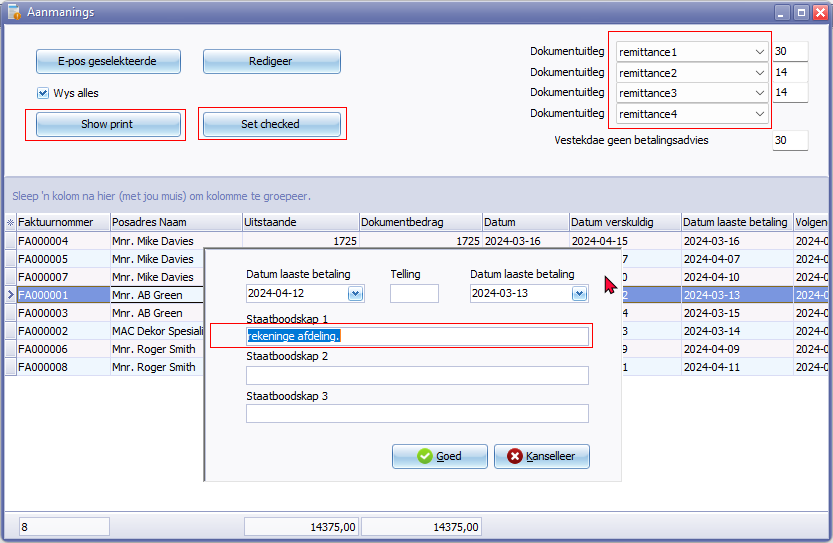 Aanmanings
E-pos geselekteerde
Redigeer
Dokumentuitleg remittance1 30
Dokumentuitleg remittance2 14
Dokumentuitleg remittance3 14
Dokumentuitleg remittance4
Wys alles
Show print
Set checked
Vestekdae geen betalingsadvies 30
Sleep 'n kolom na hier (met jou muis) om kolomme te groepeer.
Faktuurnommer Posadres Naam Uitstaande Dokumentbedrag Datum Datum verskuldig Datum laaste betaling Volgen
FA000004 Mnr. Mike Davies 1725 1725 2024-03-16 2024-04-15 2024-03-16 2024-0
FA000005 Mnr. Mike Davies 7 2024-04-07 2024-0
FA000007 Mnr. Mike Davies 0 2024-04-10 2024-0
FA000001 Mnr. AB Green 2 2024-03-13 2024-0
FA000003 Mnr. AB Green 4 2024-03-15 2024-0
FA000002 MAC Dekor Spesiali 3 2024-03-14 2024-0
FA000006 Mnr. Roger Smith 9 2024-04-09 2024-0
FA000008 Mnr. Roger Smith 1 2024-04-11 2024-0
Datum laaste betaling Telling Datum laaste betaling
2024-04-12 2024-03-13
Staatboodskap 1
rekeninge afdeling.
Staatboodskap 2
Staatboodskap 3
Goed
Kanselleer
8 14375,00 14375,00